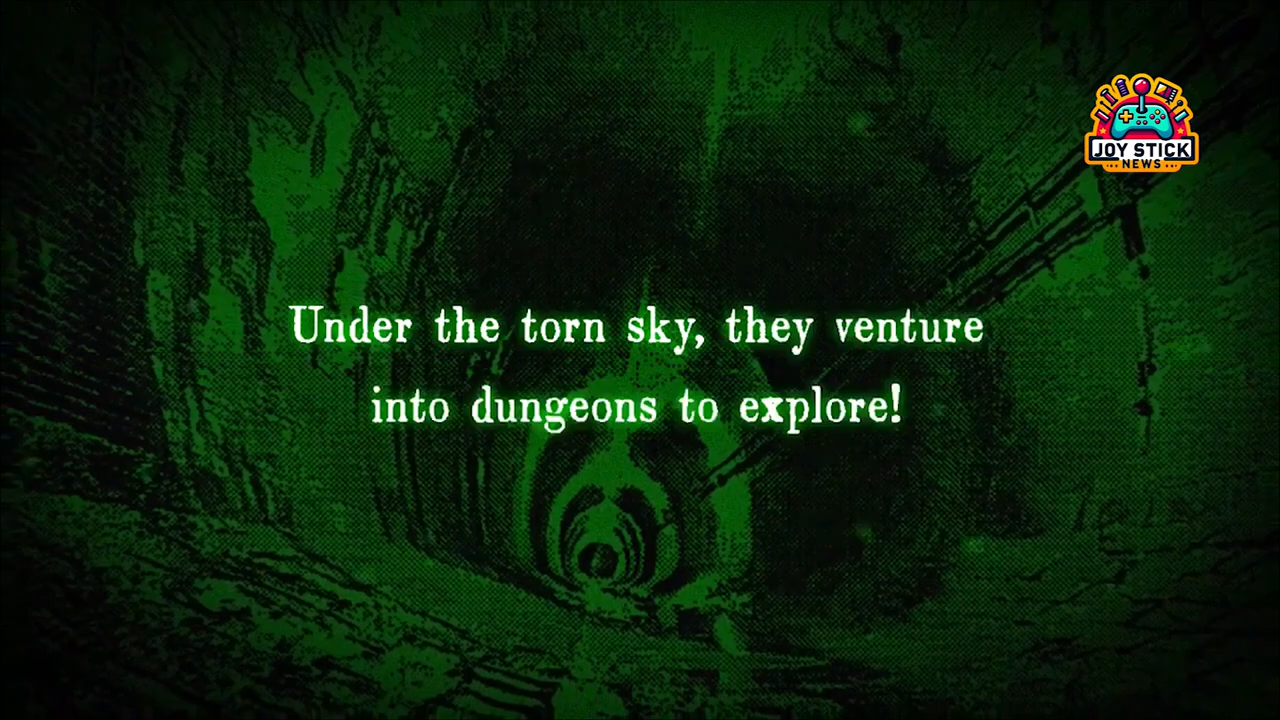 JOY STICK
NEWS
Under the torn sky, they venture
into dungeons to explore!